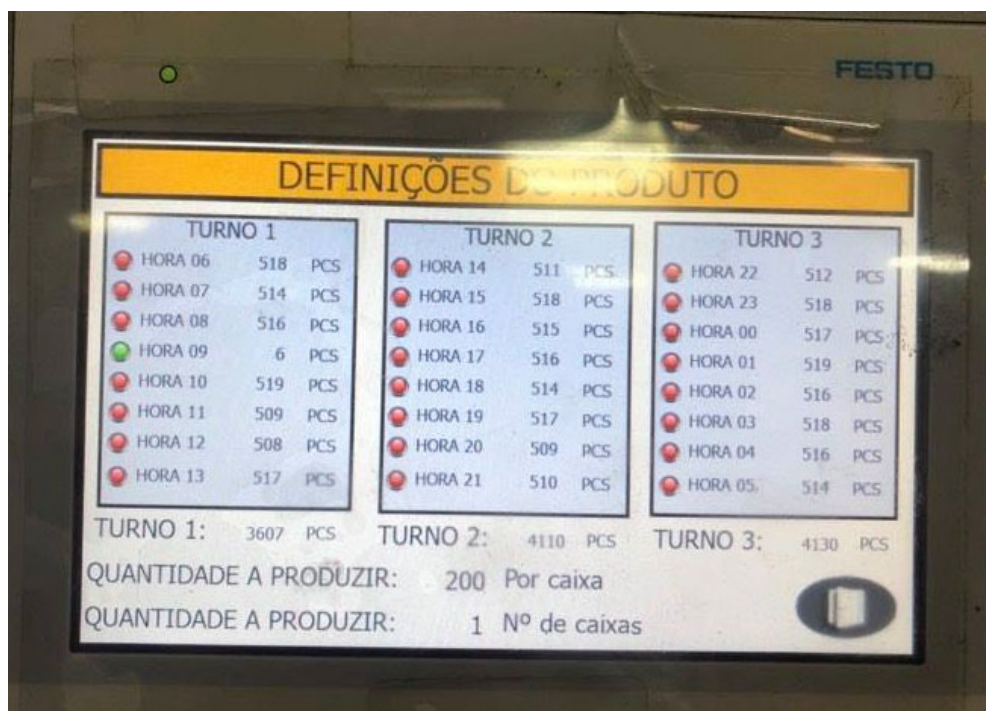 FESTO
DEFINIÇÕES DO PRODUTO
TURNO 1
HORA 06 518 PCS
HORA 07 514 PCS
HORA 08 516 PCS
HORA 09 6 PCS
HORA 10 519 PCS
HORA 11 509 PCS
HORA 12 508 PCS
HORA 13 517 PCS
TURNO 2
HORA 14 511 PCS
HORA 15 518 PCS
HORA 16 515 PCS
HORA 17 516 PCS
HORA 18 514 PCS
HORA 19 517 PCS
HORA 20 509 PCS
HORA 21 510 PCS
TURNO 3
HORA 22 512 PCS
HORA 23 518 PCS
HORA 00 517 PCS
HORA 01 519 PCS
HORA 02 516 PCS
HORA 03 518 PCS
HORA 04 516 PCS
HORA 05 514 PCS
TURNO 1: 3607 PCS
TURNO 2: 4110 PCS
TURNO 3: 4130 PCS
QUANTIDADE A PRODUZIR: 200 Por caixa
QUANTIDADE A PRODUZIR: 1 Nº de caixas